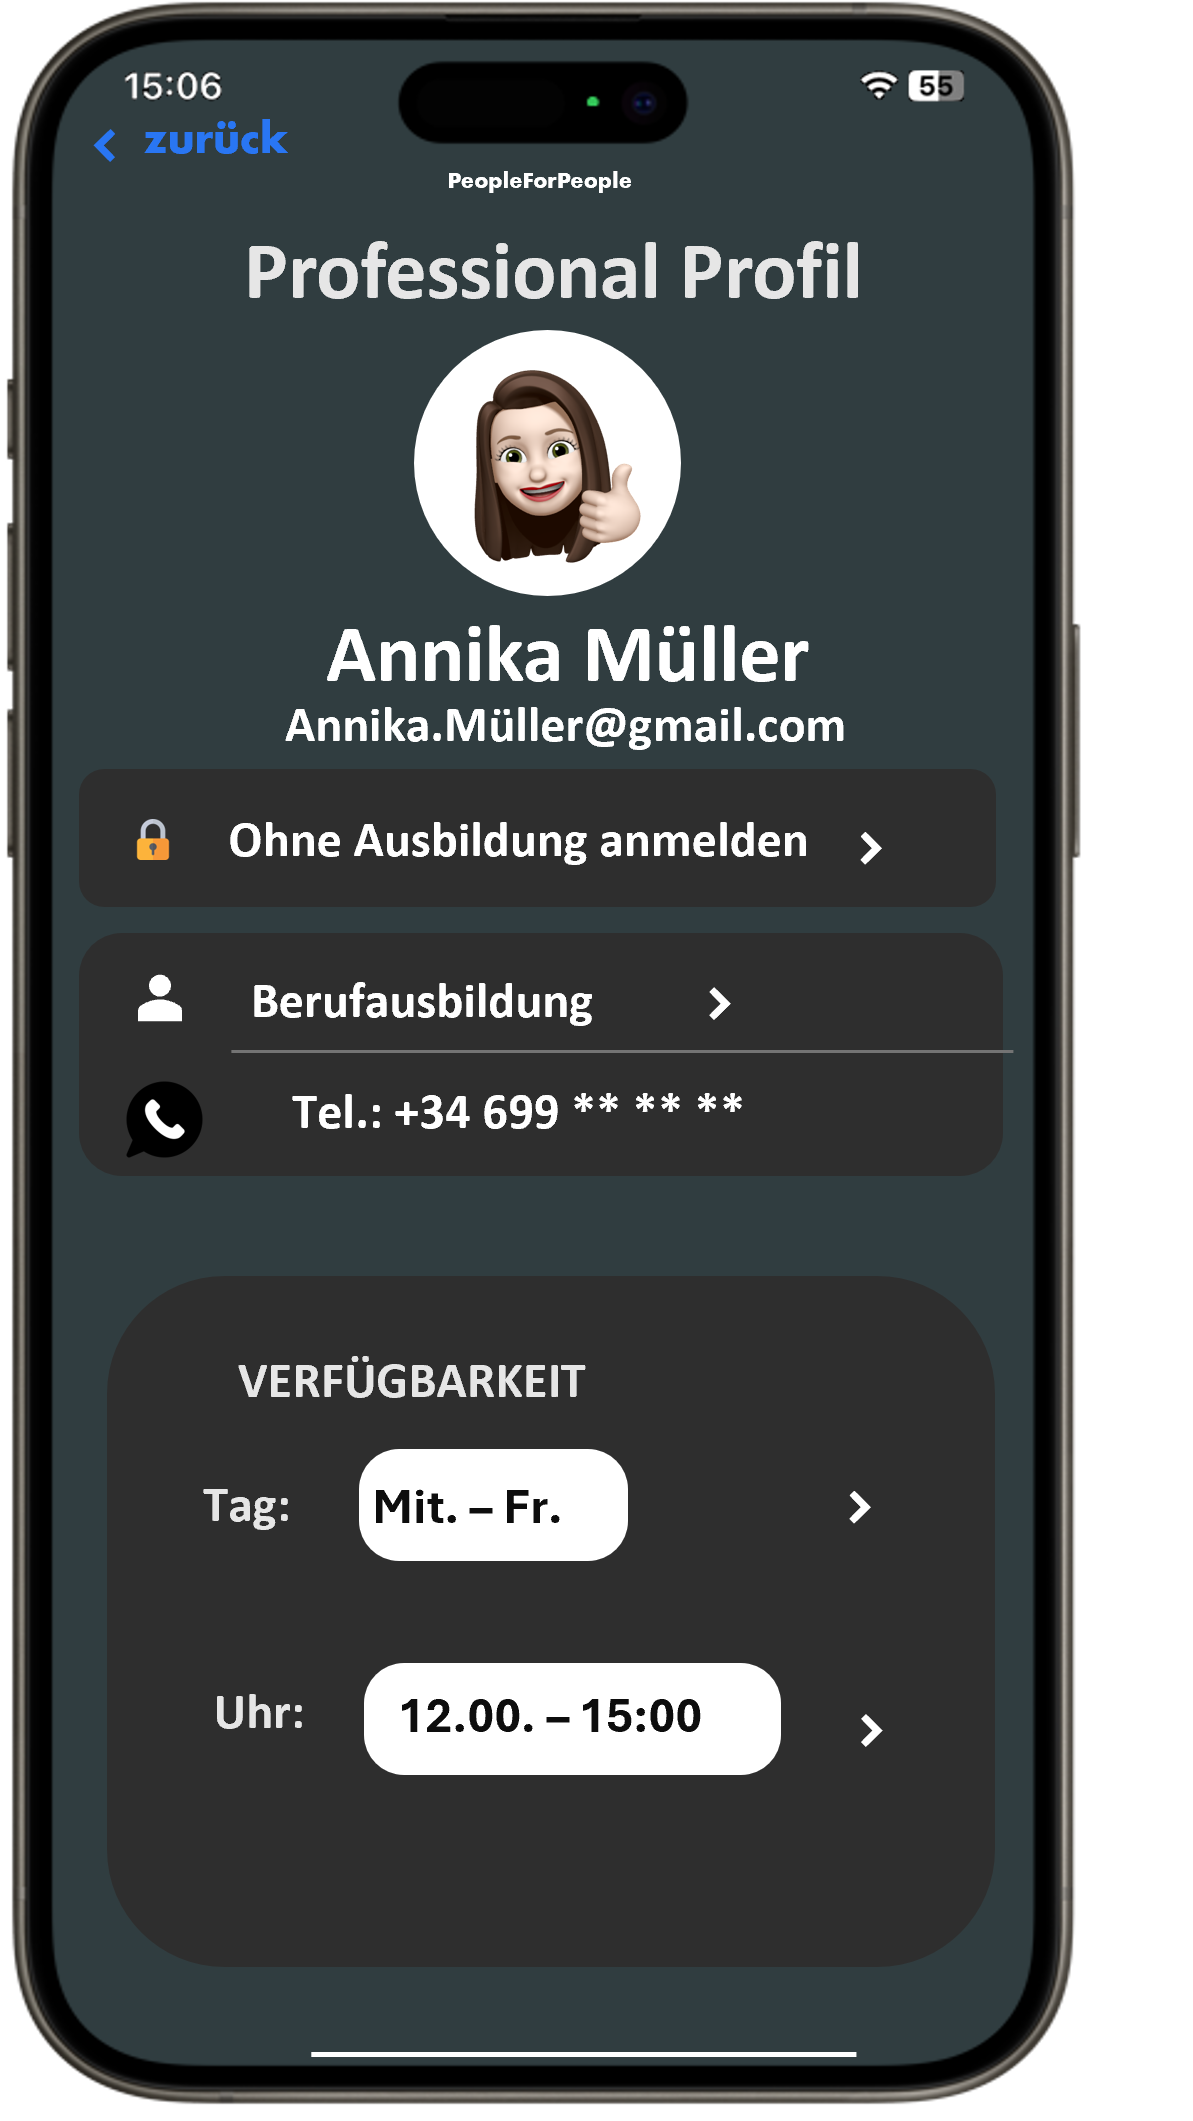 15:06
55
zurück
PeopleForPeople
Professional Profil
Annika Müller
Annika.Müller@gmail.com
Ohne Ausbildung anmelden
Berufausbildung
Tel.: +34 699 ** ** **
VERFÜGBARKEIT
Tag: Mit. – Fr.
Uhr: 12.00. – 15:00